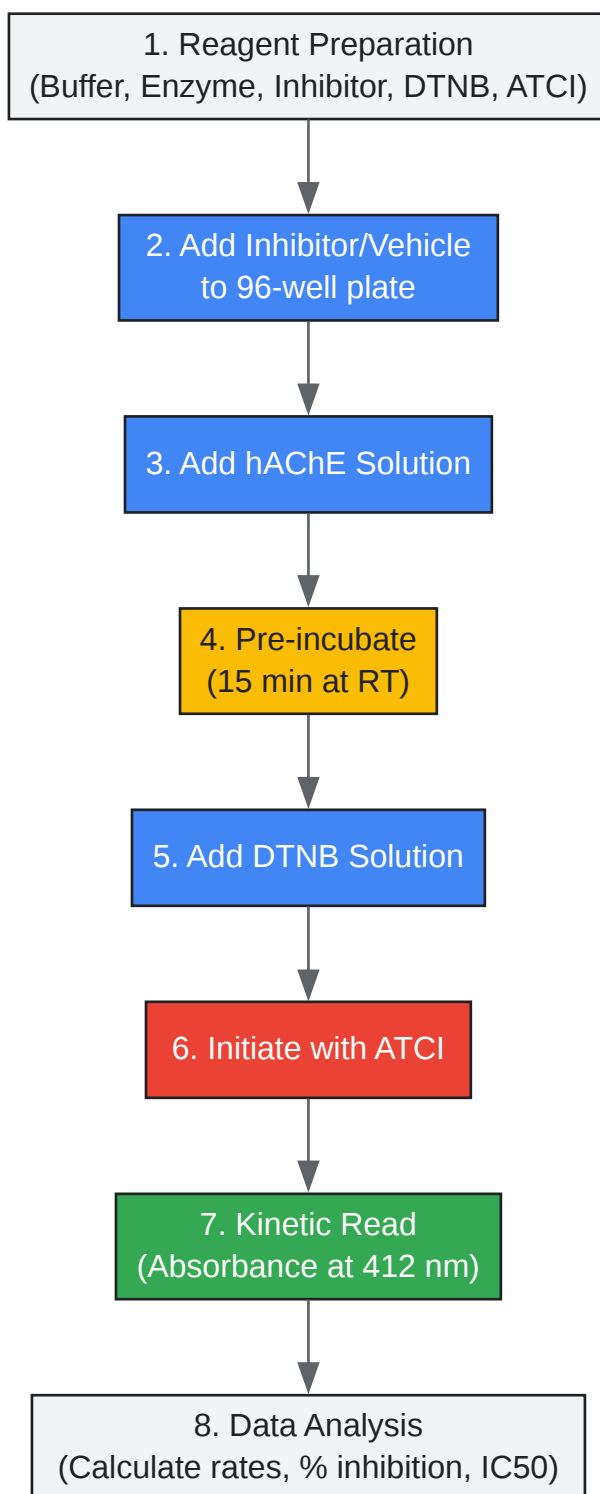 1. Reagent Preparation
(Buffer, Enzyme, Inhibitor, DTNB, ATCI)
2. Add Inhibitor/Vehicle
to 96-well plate
3. Add hAChE Solution
4. Pre-incubate
(15 min at RT)
5. Add DTNB Solution
6. Initiate with ATCI
7. Kinetic Read
(Absorbance at 412 nm)
8. Data Analysis
(Calculate rates, % inhibition, IC50)